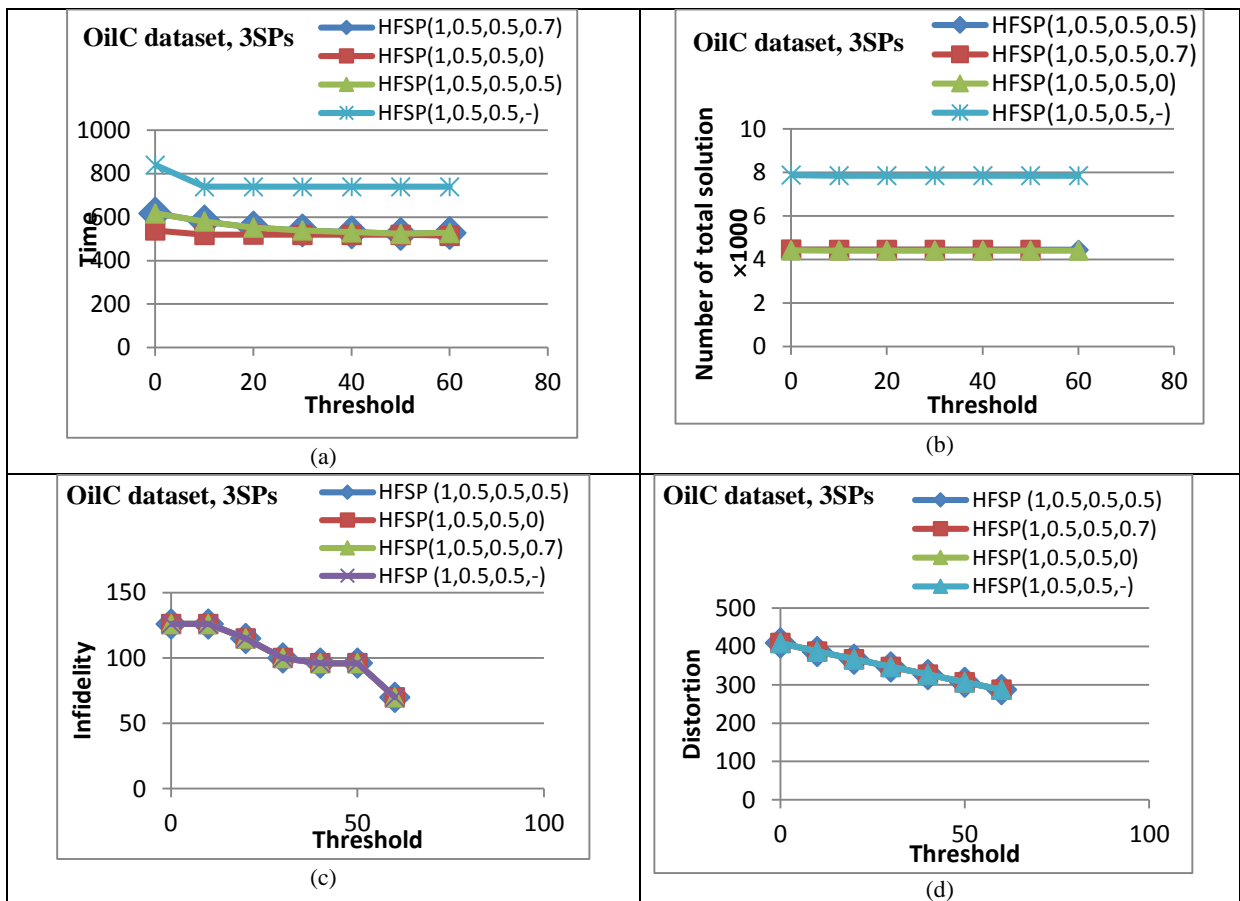 OilC dataset, 3SPs
HFSP(1,0.5,0.5,0.7)
HFSP(1,0.5,0.5,0)
HFSP(1,0.5,0.5,0.5)
HFSP(1,0.5,0.5,-)
Time
1000
800
600
400
200
0
0 20 40 60 80
Threshold
(a)
OilC dataset, 3SPs
HFSP(1,0.5,0.5,0.5)
HFSP(1,0.5,0.5,0.7)
HFSP(1,0.5,0.5,0)
HFSP(1,0.5,0.5,-)
Number of total solution
×1000
10
8
6
4
2
0
0 20 40 60 80
Threshold
(b)
OilC dataset, 3SPs
HFSP (1,0.5,0.5,0.5)
HFSP(1,0.5,0.5,0)
HFSP(1,0.5,0.5,0.7)
HFSP (1,0.5,0.5,-)
Infidelity
150
100
50
0
0 50 100
Threshold
(c)
OilC dataset, 3SPs
HFSP (1,0.5,0.5,0.5)
HFSP(1,0.5,0.5,0.7)
HFSP(1,0.5,0.5,0)
HFSP(1,0.5,0.5,-)
Distortion
500
400
300
200
100
0
0 50 100
Threshold
(d)